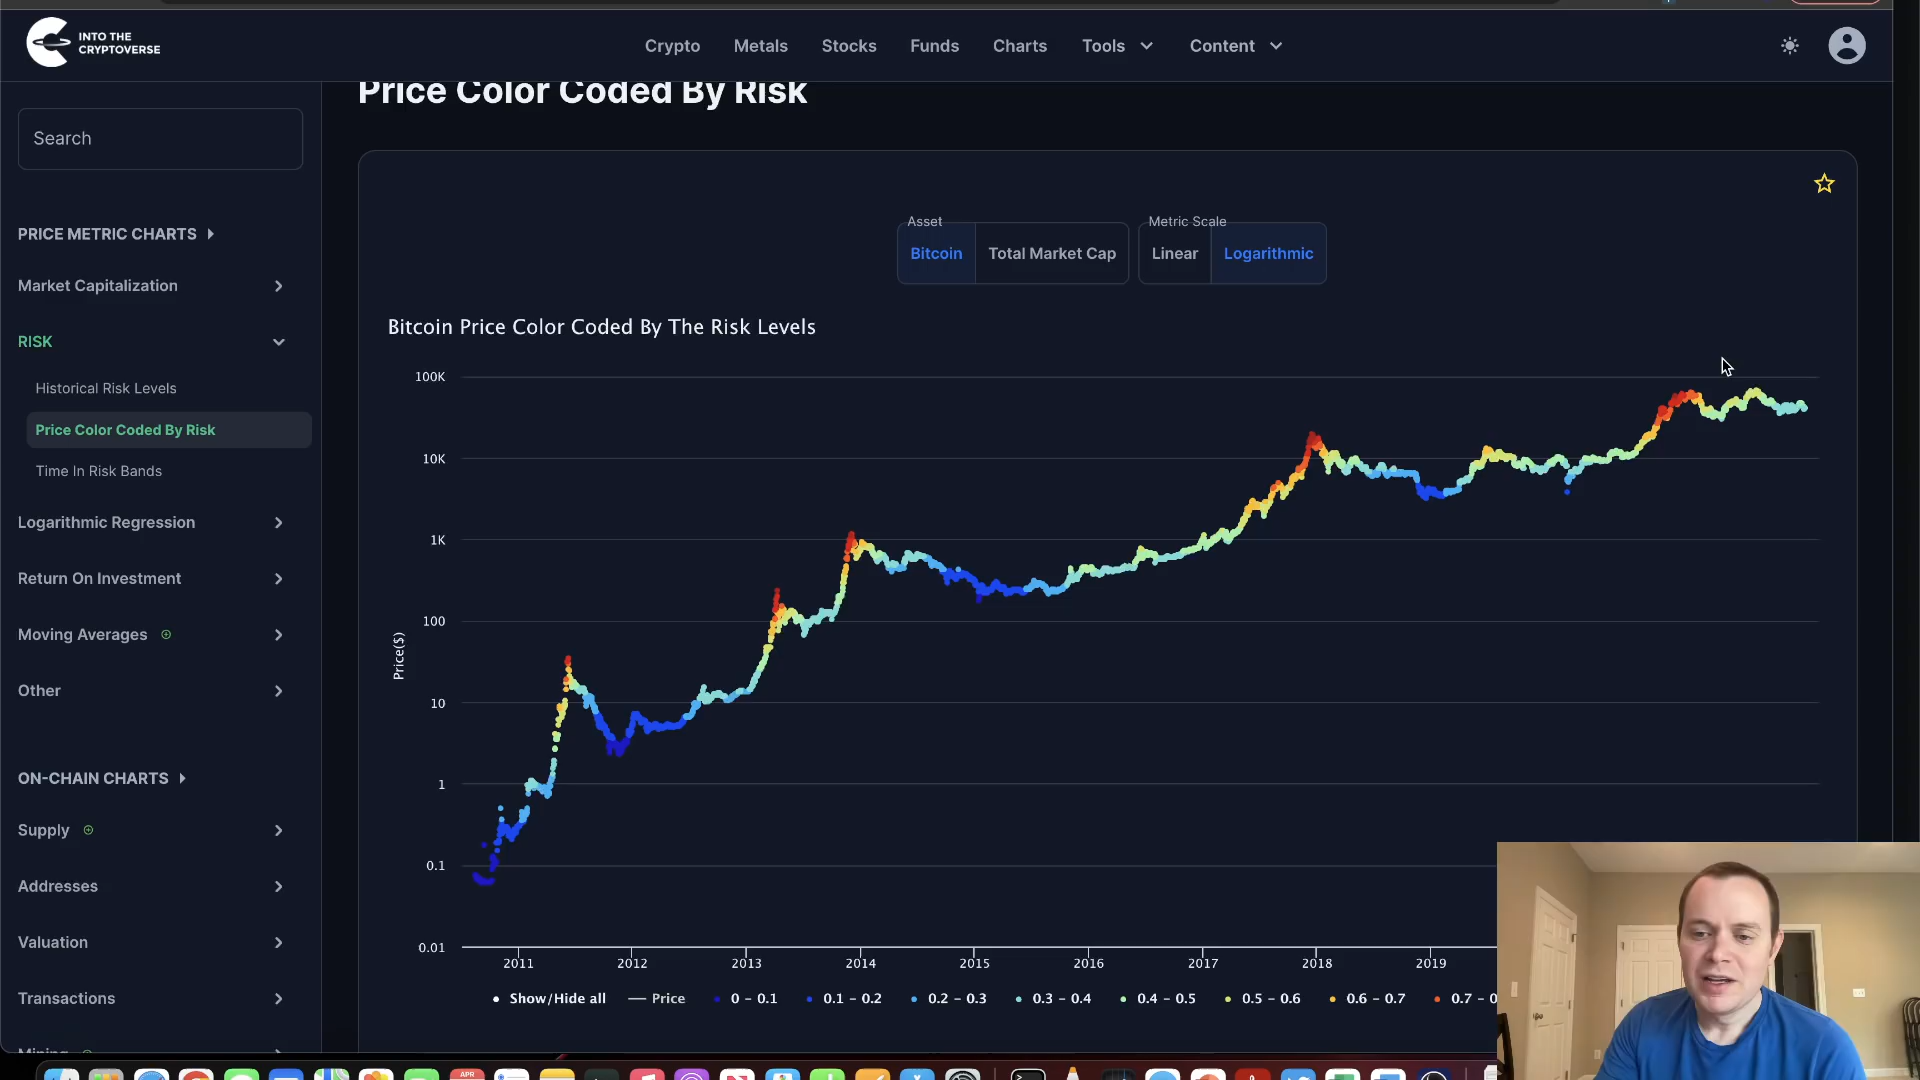 INTO THE
CRYPTOVERSE
Crypto
Metals
Stocks
Funds
Charts
Tools
Content
Price Color Coded By Risk
Search
PRICE METRIC CHARTS
Market Capitalization
RISK
Historical Risk Levels
Price Color Coded By Risk
Time In Risk Bands
Logarithmic Regression
Return On Investment
Moving Averages
Other
ON-CHAIN CHARTS
Supply
Addresses
Valuation
Transactions
Mining
Asset
Bitcoin
Total Market Cap
Metric Scale
Linear
Logarithmic
Bitcoin Price Color Coded By The Risk Levels
Price($)
100K
10K
1K
100
10
1
0.1
0.01
2011
2012
2013
2014
2015
2016
2017
2018
2019
Show/Hide all
Price
0 – 0.1
0.1 – 0.2
0.2 – 0.3
0.3 – 0.4
0.4 – 0.5
0.5 – 0.6
0.6 – 0.7
0.7 – 0
APR